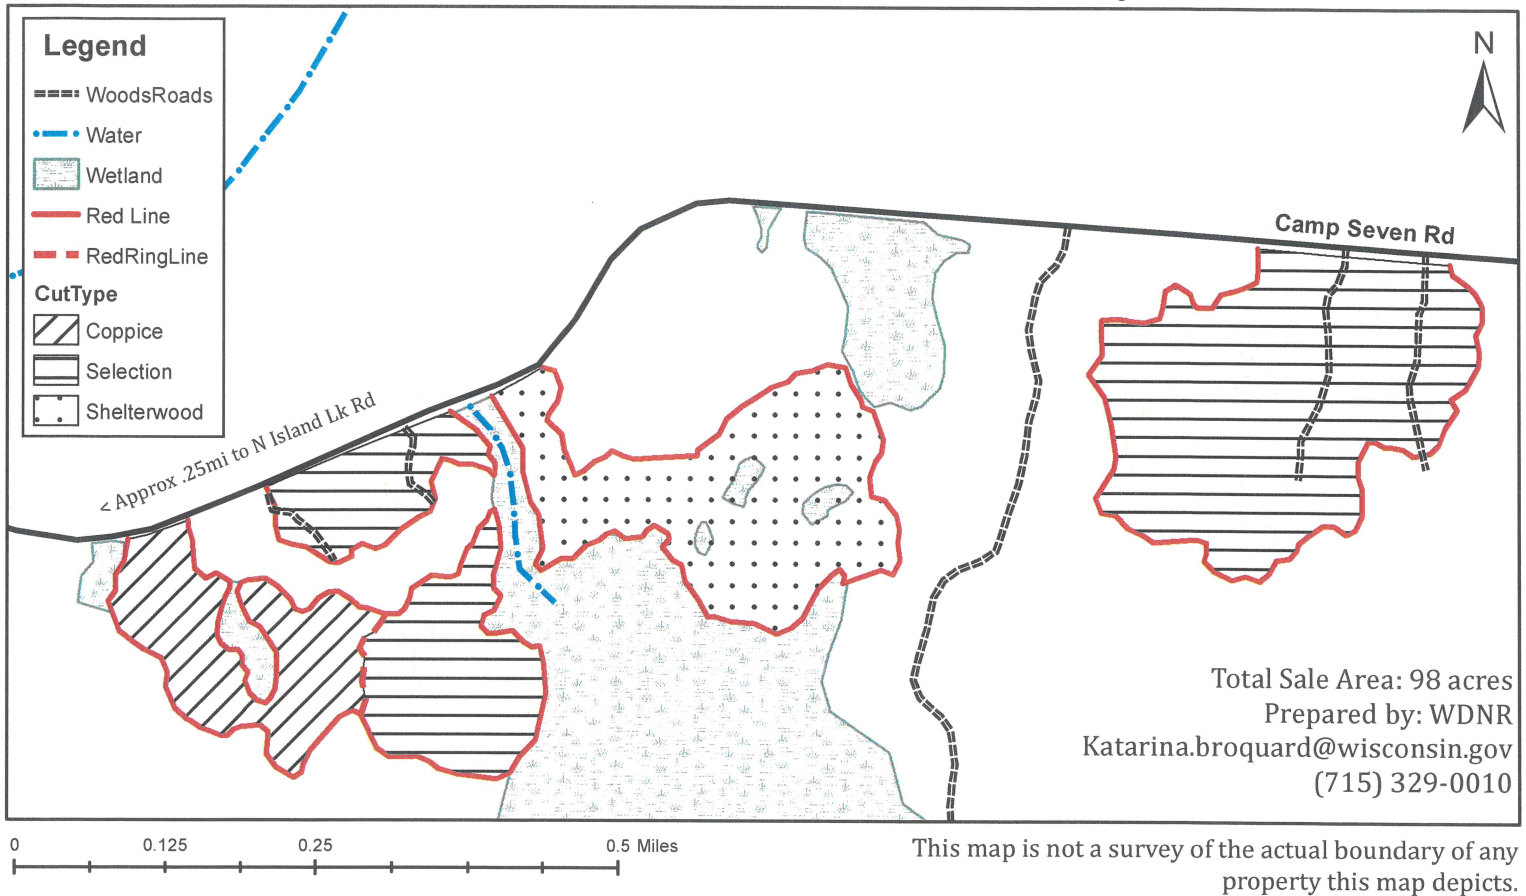 Legend
WoodsRoads
Water
Wetland
Red Line
RedRingLine
CutType
Coppice
Selection
Shelterwood
N
Camp Seven Rd
< Approx .25mi to N Island Lk Rd
Total Sale Area: 98 acres
Prepared by: WDNR
Katarina.broquard@wisconsin.gov
(715) 329-0010
0 0.125 0.25 0.5 Miles
This map is not a survey of the actual boundary of any
property this map depicts.